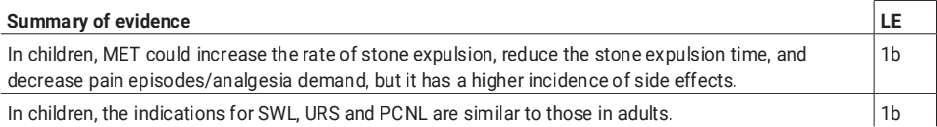 Summary of evidence LE
In children, MET could increase the rate of stone expulsion, reduce the stone expulsion time, and 1b
decrease pain episodes/analgesia demand, but it has a higher incidence of side effects.
In children, the indications for SWL, URS and PCNL are similar to those in adults. 1b